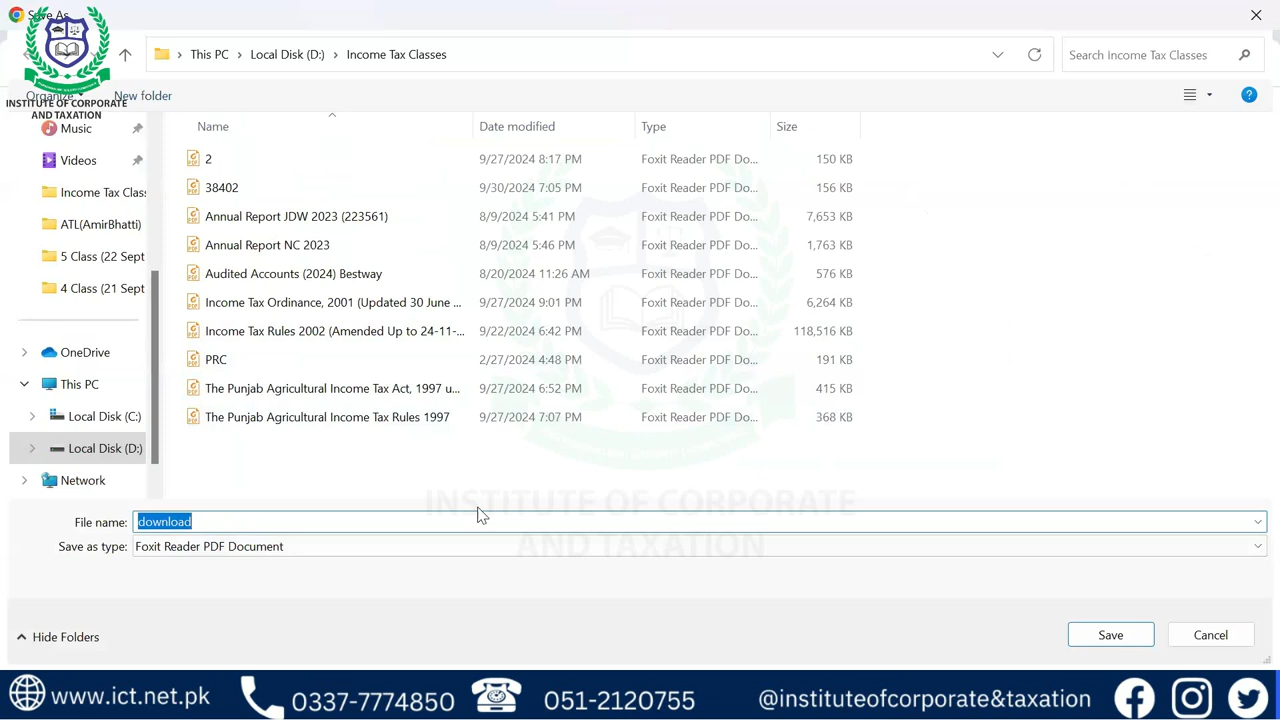 Save As
This PC > Local Disk (D:) > Income Tax Classes
Search Income Tax Classes
INSTITUTE OF CORPORATE
AND TAXATION
Organize
New folder
Name
Date modified
Type
Size
Music
Videos
Income Tax Class
ATL(AmirBhatti)
5 Class (22 Sept
4 Class (21 Sept
OneDrive
This PC
Local Disk (C:)
Local Disk (D:)
Network
2 9/27/2024 8:17 PM Foxit Reader PDF Do... 150 KB
38402 9/30/2024 7:05 PM Foxit Reader PDF Do... 156 KB
Annual Report JDW 2023 (223561) 8/9/2024 5:41 PM Foxit Reader PDF Do... 7,653 KB
Annual Report NC 2023 8/9/2024 5:46 PM Foxit Reader PDF Do... 1,763 KB
Audited Accounts (2024) Bestway 8/20/2024 11:26 AM Foxit Reader PDF Do... 576 KB
Income Tax Ordinance, 2001 (Updated 30 June ... 9/27/2024 9:01 PM Foxit Reader PDF Do... 6,264 KB
Income Tax Rules 2002 (Amended Up to 24-11-... 9/22/2024 6:42 PM Foxit Reader PDF Do... 118,516 KB
PRC 2/27/2024 4:48 PM Foxit Reader PDF Do... 191 KB
The Punjab Agricultural Income Tax Act, 1997 u... 9/27/2024 6:52 PM Foxit Reader PDF Do... 415 KB
The Punjab Agricultural Income Tax Rules 1997 9/27/2024 7:07 PM Foxit Reader PDF Do... 368 KB
INSTITUTE OF CORPORATE
AND TAXATION
File name: download
Save as type: Foxit Reader PDF Document
Hide Folders
Save
Cancel
www.ict.net.pk
0337-7774850
051-2120755
@instituteofcorporate&taxation